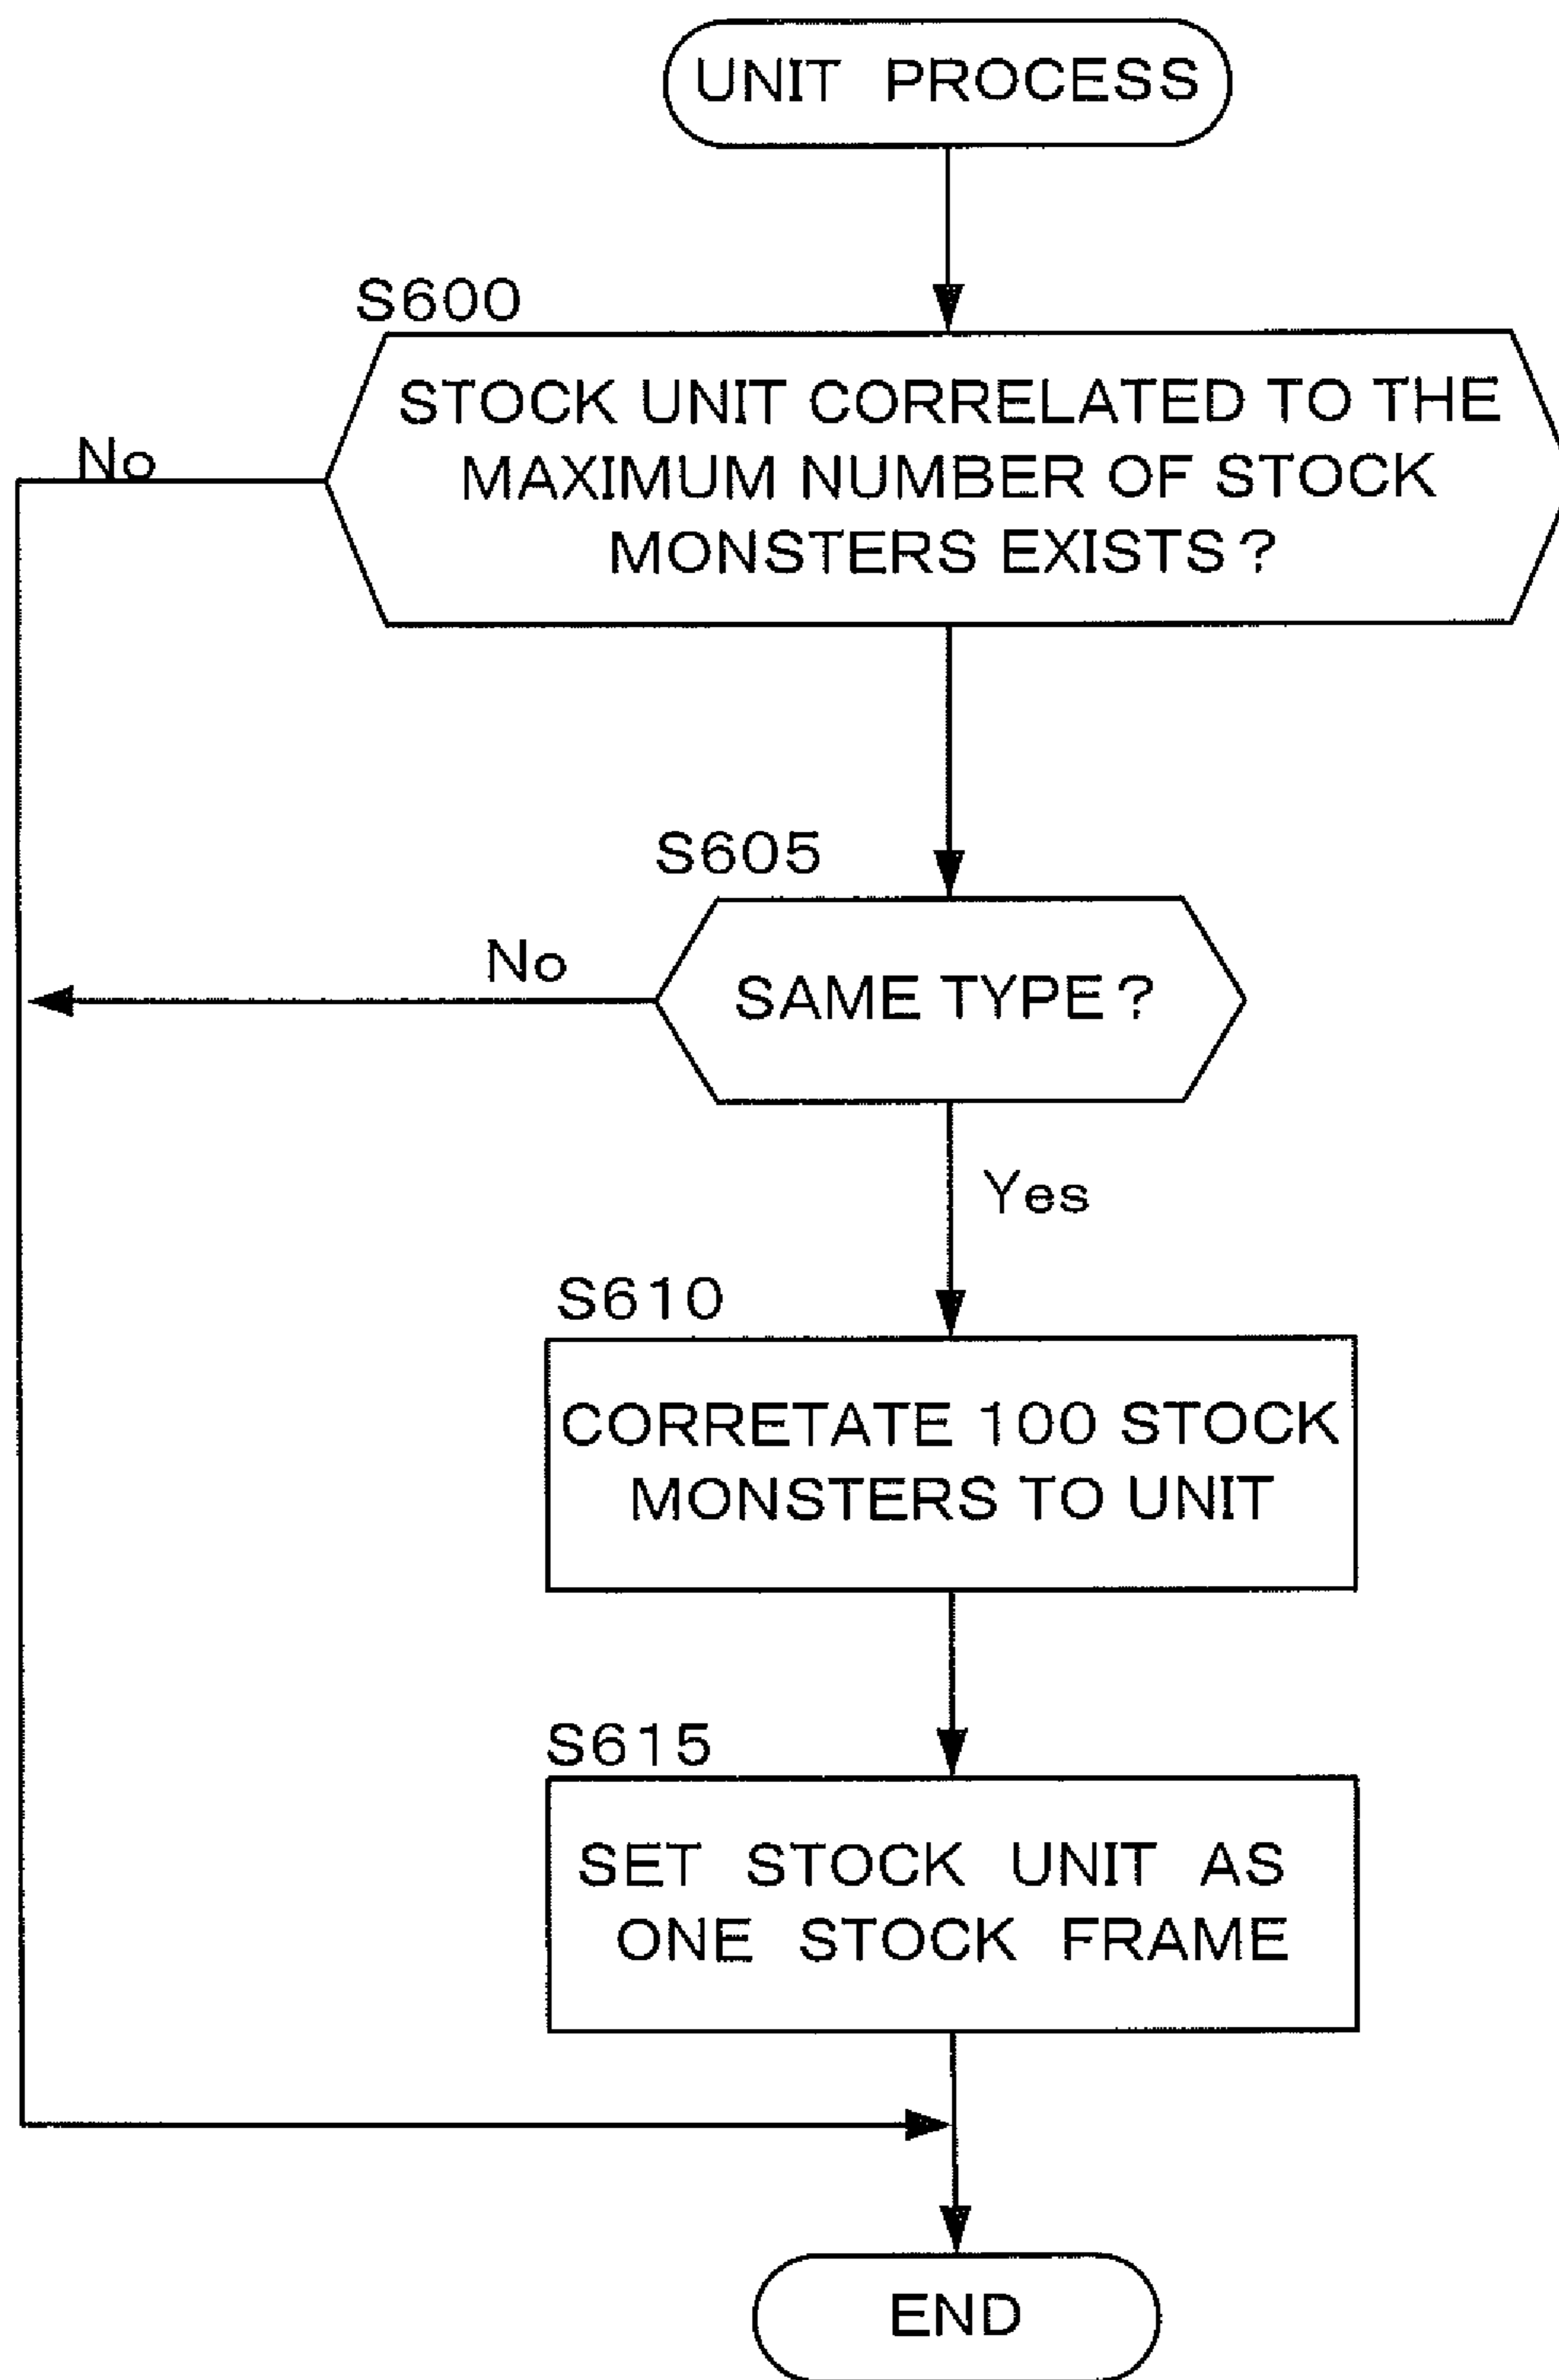 UNIT PROCESS
S600
STOCK UNIT CORRELATED TO THE
MAXIMUM NUMBER OF STOCK
MONSTERS EXISTS ?
No
S605
No
SAME TYPE ?
Yes
S610
CORRETATE 100 STOCK
MONSTERS TO UNIT
S615
SET STOCK UNIT AS
ONE STOCK FRAME
END